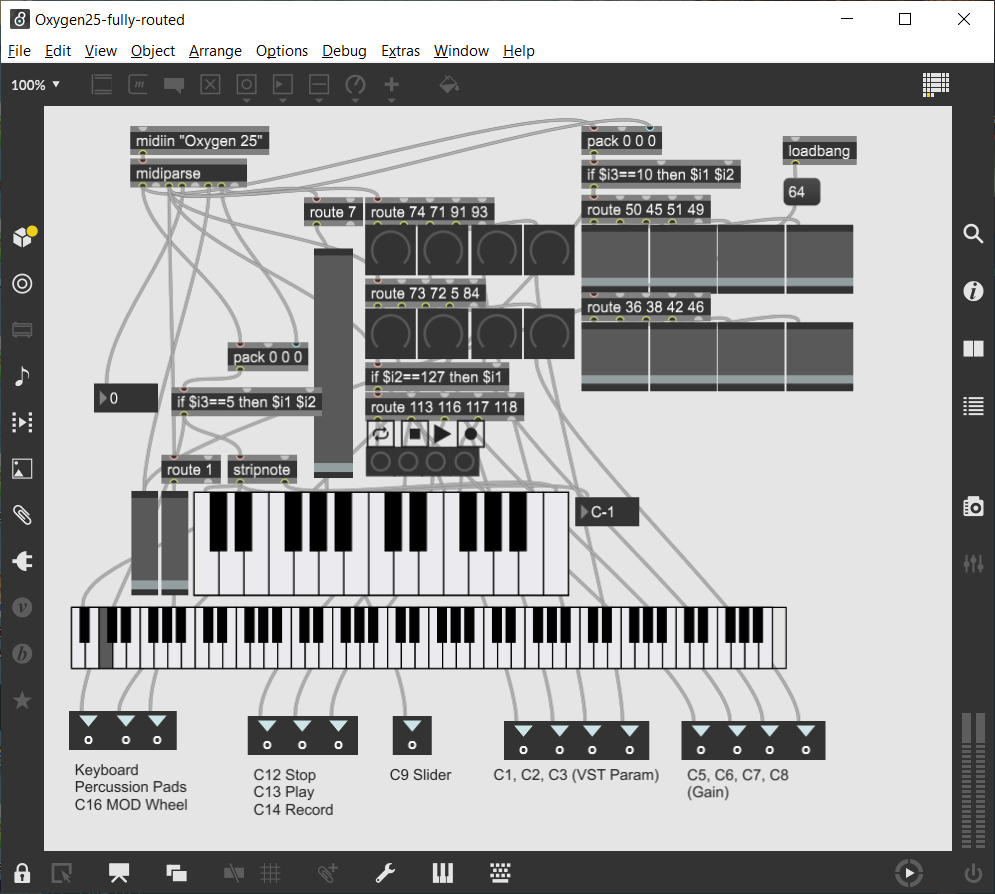 Oxygen25-fully-routed
File Edit View Object Arrange Options Debug Extras Window Help
100%
midiin "Oxygen 25"
midiparse
pack 0 0 0
loadbang
if $i3==10 then $i1 $i2
64
route 7
route 74 71 91 93
route 50 45 51 49
route 73 72 5 84
route 36 38 42 46
pack 0 0 0
if $i2==127 then $i1
0
if $i3==5 then $i1 $i2
route 113 116 117 118
route 1
stripnote
C-1
Keyboard
Percussion Pads
C16 MOD Wheel
C12 Stop
C13 Play
C14 Record
C9 Slider
C1, C2, C3 (VST Param)
C5, C6, C7, C8
(Gain)